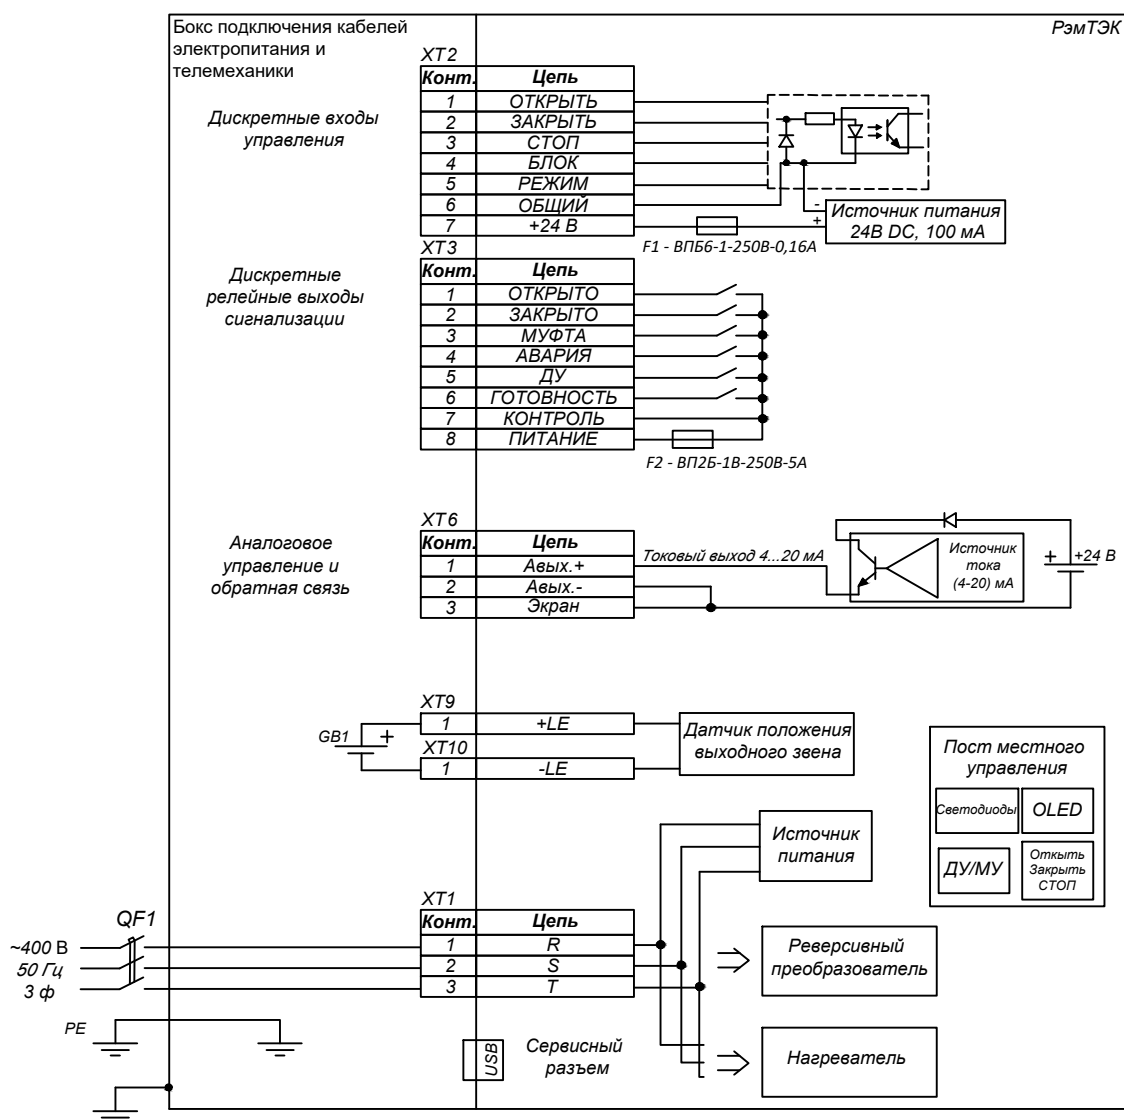 Бокс подключения кабелей
электропитания и
телемеханики
РэмТЭК
Дискретные входы
управления
XT2
Конт. Цепь
1 ОТКРЫТЬ
2 ЗАКРЫТЬ
3 СТОП
4 БЛОК
5 РЕЖИМ
6 ОБЩИЙ
7 +24 В
-
+
Источник питания
24В DC, 100 мА
F1 - ВПБ6-1-250В-0,16А
Дискретные
релейные выходы
сигнализации
XT3
Конт. Цепь
1 ОТКРЫТО
2 ЗАКРЫТО
3 МУФТА
4 АВАРИЯ
5 ДУ
6 ГОТОВНОСТЬ
7 КОНТРОЛЬ
8 ПИТАНИЕ
F2 - ВП2Б-1В-250В-5А
Аналоговое
управление и
обратная связь
XT6
Конт. Цепь
1 Авых.+
2 Авых.-
3 Экран
Токовый выход 4...20 мА
Источник
тока
(4-20) мА
+ +24 В
GB1 +
XT9
1 +LE
XT10
1 -LE
Датчик положения
выходного звена
Пост местного
управления
Светодиоды OLED
ДУ/МУ
Откыть
Закрыть
СТОП
Источник
питания
QF1
~400 В
50 Гц
3 ф
XT1
Конт. Цепь
1 R
2 S
3 T
Реверсивный
преобразователь
PE
USB
Сервисный
разъем
Нагреватель